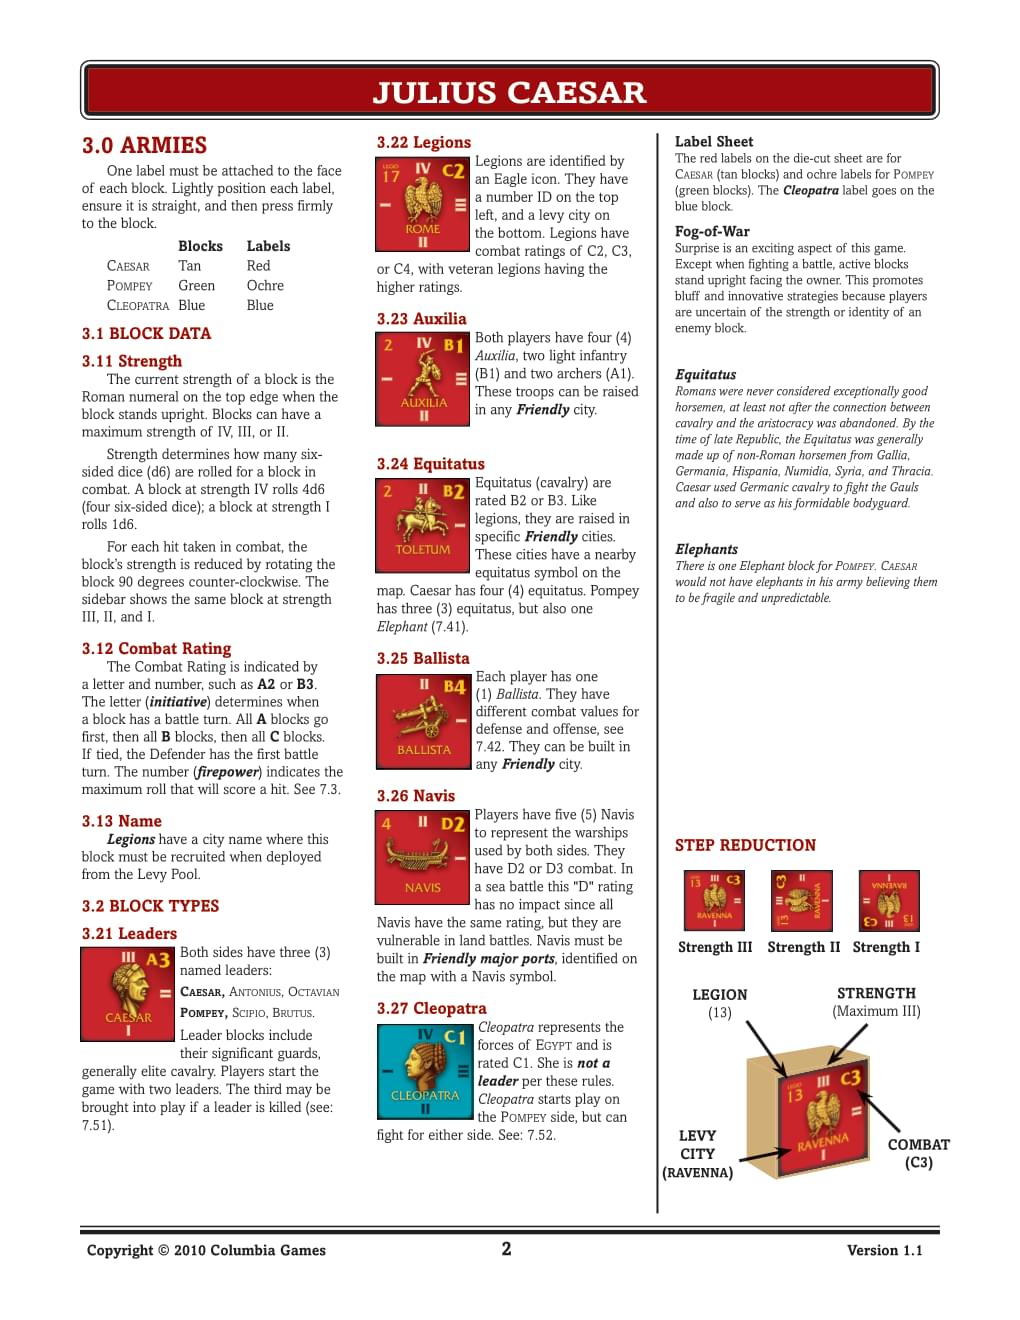 JULIUS CAESAR
3.0 ARMIES
One label must be attached to the face
of each block. Lightly position each label,
ensure it is straight, and then press firmly
to the block.
Blocks Labels
CAESAR Tan Red
POMPEY Green Ochre
CLEOPATRA Blue Blue
3.1 BLOCK DATA
3.11 Strength
The current strength of a block is the
Roman numeral on the top edge when the
block stands upright. Blocks can have a
maximum strength of IV, III, or II.
Strength determines how many six-
sided dice (d6) are rolled for a block in
combat. A block at strength IV rolls 4d6
(four six-sided dice); a block at strength I
rolls 1d6.
For each hit taken in combat, the
block's strength is reduced by rotating the
block 90 degrees counter-clockwise. The
sidebar shows the same block at strength
III, II, and I.
3.12 Combat Rating
The Combat Rating is indicated by
a letter and number, such as A2 or B3.
The letter (initiative) determines when
a block has a battle turn. All A blocks go
first, then all B blocks, then all C blocks.
If tied, the Defender has the first battle
turn. The number (firepower) indicates the
maximum roll that will score a hit. See 7.3.
3.13 Name
Legions have a city name where this
block must be recruited when deployed
from the Levy Pool.
3.2 BLOCK TYPES
3.21 Leaders
III A3
CAESAR
I
Both sides have three (3)
named leaders:
CAESAR, ANTONIUS, OCTAVIAN
POMPEY, SCIPIO, BRUTUS.
Leader blocks include
their significant guards,
generally elite cavalry. Players start the
game with two leaders. The third may be
brought into play if a leader is killed (see:
7.51).
3.22 Legions
LEGIO
17 IV C2
ROME
II
Legions are identified by
an Eagle icon. They have
a number ID on the top
left, and a levy city on
the bottom. Legions have
combat ratings of C2, C3,
or C4, with veteran legions having the
higher ratings.
3.23 Auxilia
2 IV B1
AUXILIA
II
Both players have four (4)
Auxilia, two light infantry
(B1) and two archers (A1).
These troops can be raised
in any Friendly city.
3.24 Equitatus
2 II B2
TOLETUM
Equitatus (cavalry) are
rated B2 or B3. Like
legions, they are raised in
specific Friendly cities.
These cities have a nearby
equitatus symbol on the
map. Caesar has four (4) equitatus. Pompey
has three (3) equitatus, but also one
Elephant (7.41).
3.25 Ballista
II B4
BALLISTA
Each player has one
(1) Ballista. They have
different combat values for
defense and offense, see
7.42. They can be built in
any Friendly city.
3.26 Navis
4 II D2
NAVIS
Players have five (5) Navis
to represent the warships
used by both sides. They
have D2 or D3 combat. In
a sea battle this "D" rating
has no impact since all
Navis have the same rating, but they are
vulnerable in land battles. Navis must be
built in Friendly major ports, identified on
the map with a Navis symbol.
3.27 Cleopatra
IV C1
CLEOPATRA
II
Cleopatra represents the
forces of EGYPT and is
rated C1. She is not a
leader per these rules.
Cleopatra starts play on
the POMPEY side, but can
fight for either side. See: 7.52.
Label Sheet
The red labels on the die-cut sheet are for
CAESAR (tan blocks) and ochre labels for POMPEY
(green blocks). The Cleopatra label goes on the
blue block.
Fog-of-War
Surprise is an exciting aspect of this game.
Except when fighting a battle, active blocks
stand upright facing the owner. This promotes
bluff and innovative strategies because players
are uncertain of the strength or identity of an
enemy block.
Equitatus
Romans were never considered exceptionally good
horsemen, at least not after the connection between
cavalry and the aristocracy was abandoned. By the
time of late Republic, the Equitatus was generally
made up of non-Roman horsemen from Gallia,
Germania, Hispania, Numidia, Syria, and Thracia.
Caesar used Germanic cavalry to fight the Gauls
and also to serve as his formidable bodyguard.
Elephants
There is one Elephant block for POMPEY. CAESAR
would not have elephants in his army believing them
to be fragile and unpredictable.
STEP REDUCTION
13 III C3
RAVENNA
I
13 III C3
RAVENNA
II
13 III C3
RAVENNA
I
Strength III Strength II Strength I
LEGION
(13)
STRENGTH
(Maximum III)
LEGIO
13 III C3
RAVENNA
I
LEVY
CITY
(RAVENNA)
COMBAT
(C3)
Copyright © 2010 Columbia Games 2 Version 1.1